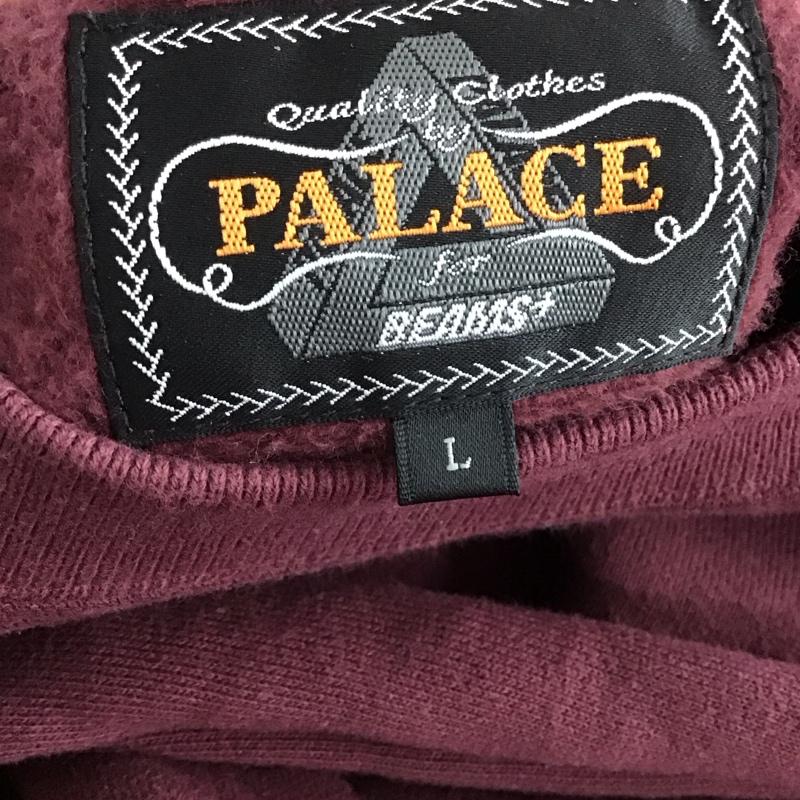 Quality Clothes
by
PALACE
for
BEAMS+
L